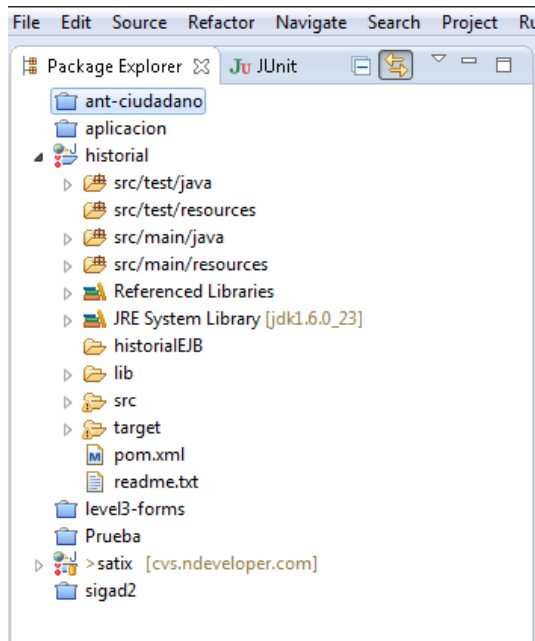 File Edit Source Refactor Navigate Search Project
Package Explorer JUnit
ant-ciudadano
aplicacion
historial
src/test/java
src/test/resources
src/main/java
src/main/resources
Referenced Libraries
JRE System Library [jdk1.6.0_23]
historialEJB
lib
src
target
pom.xml
readme.txt
level3-forms
Prueba
>satix [cvs.ndeveloper.com]
sigad2